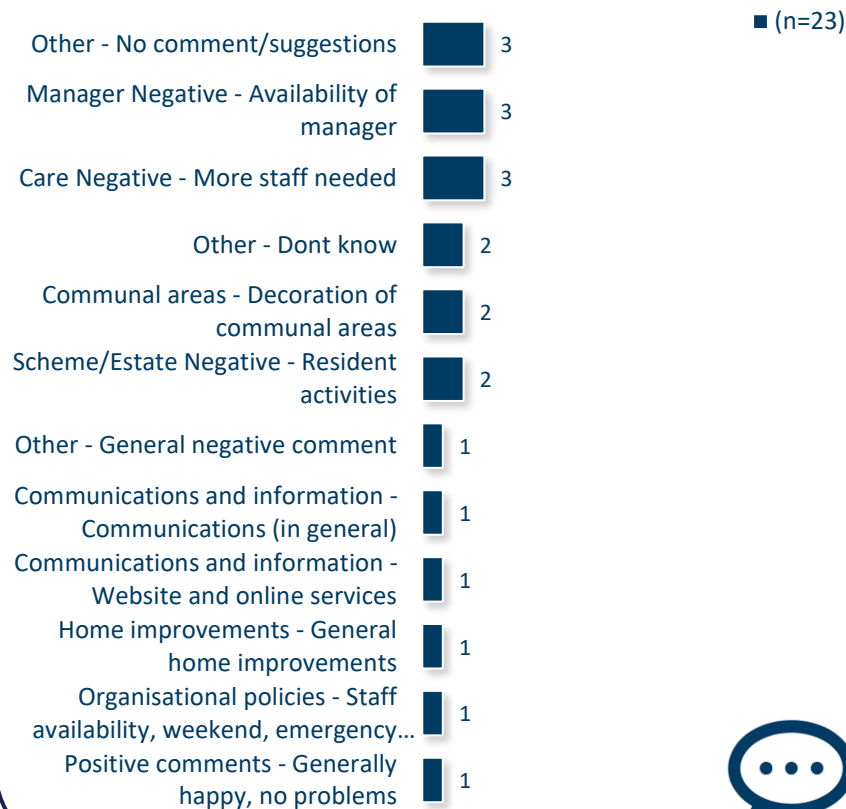 (n=23)
Other - No comment/suggestions 3
Manager Negative - Availability of
manager 3
Care Negative - More staff needed 3
Other - Dont know 2
Communal areas - Decoration of
communal areas 2
Scheme/Estate Negative - Resident
activities 2
Other - General negative comment 1
Communications and information -
Communications (in general) 1
Communications and information -
Website and online services 1
Home improvements - General
home improvements 1
Organisational policies - Staff
availability, weekend, emergency... 1
Positive comments - Generally
happy, no problems 1